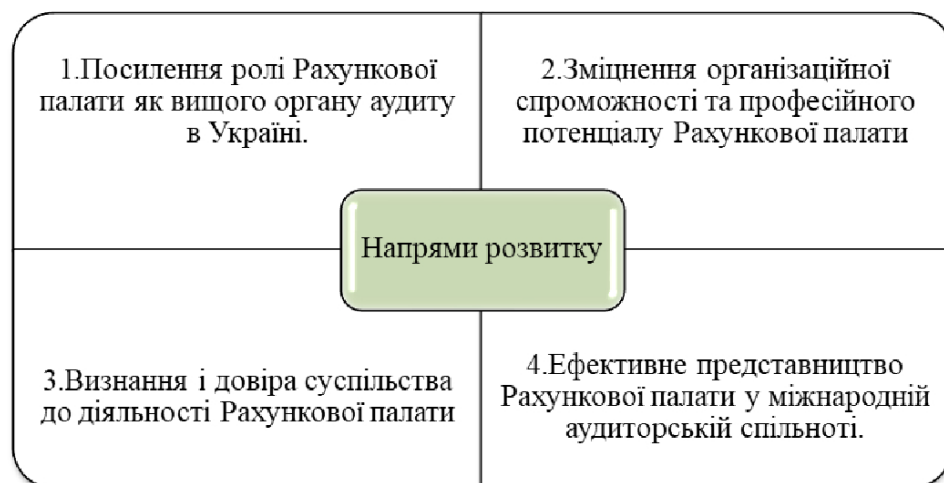 1.Посилення ролі Рахункової
палати як вищого органу аудиту
в Україні.
2.Зміцнення організаційної
спроможності та професійного
потенціалу Рахункової палати
Напрями розвитку
3.Визнання і довіра суспільства
до діяльності Рахункової палати
4.Ефективне представництво
Рахункової палати у міжнародній
аудиторській спільноті.